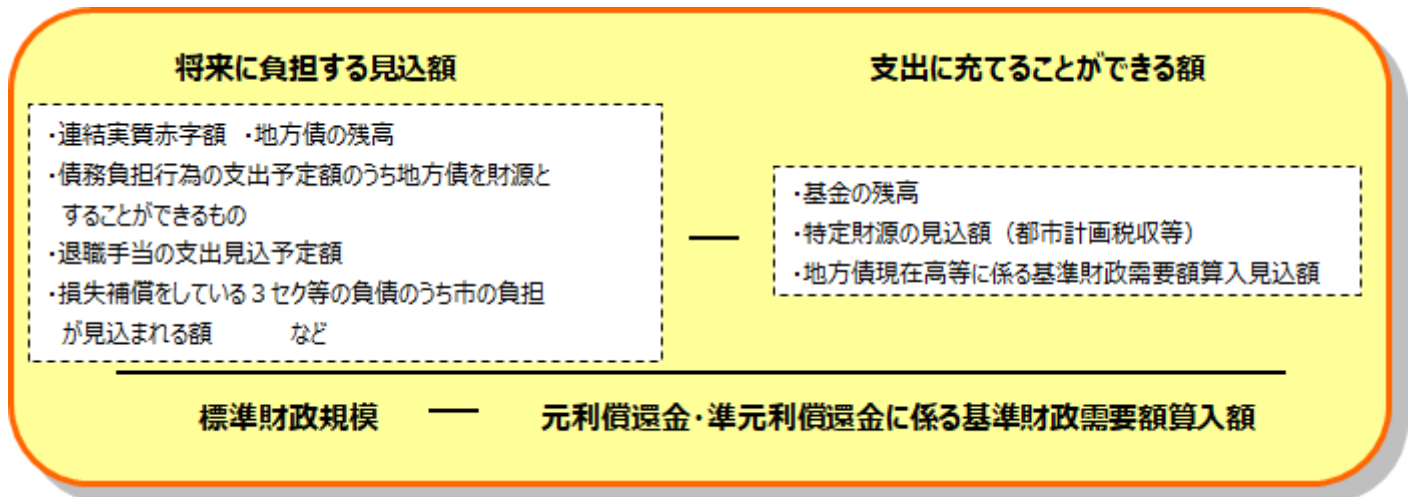 将来に負担する見込額
・連結実質赤字額 ・地方債の残高
・債務負担行為の支出予定額のうち地方債を財源と
することができるもの
・退職手当の支出見込予定額
・損失補償をしている3セク等の負債のうち市の負担
が見込まれる額 など
―
支出に充てることができる額
・基金の残高
・特定財源の見込額（都市計画税収等）
・地方債現在高等に係る基準財政需要額算入見込額
標準財政規模 ― 元利償還金・準元利償還金に係る基準財政需要額算入額